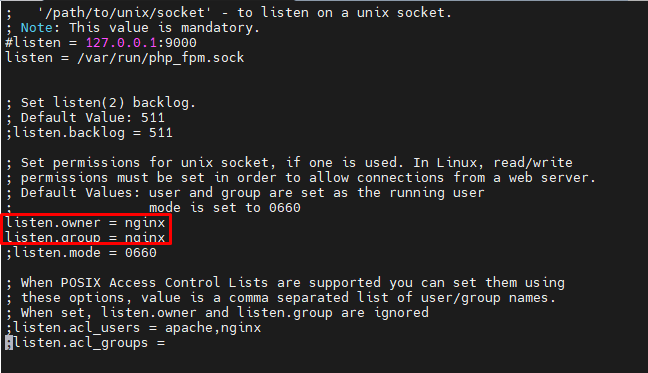 ;   '/path/to/unix/socket' - to listen on a unix socket.
; Note: This value is mandatory.
#listen = 127.0.0.1:9000
listen = /var/run/php_fpm.sock
; Set listen(2) backlog.
; Default Value: 511
;listen.backlog = 511
; Set permissions for unix socket, if one is used. In Linux, read/write
; permissions must be set in order to allow connections from a web server.
; Default Values: user and group are set as the running user
;                 mode is set to 0660
listen.owner = nginx
listen.group = nginx
;listen.mode = 0660
; When POSIX Access Control Lists are supported you can set them using
; these options, value is a comma separated list of user/group names.
; When set, listen.owner and listen.group are ignored
;listen.acl_users = apache,nginx
;listen.acl_groups =